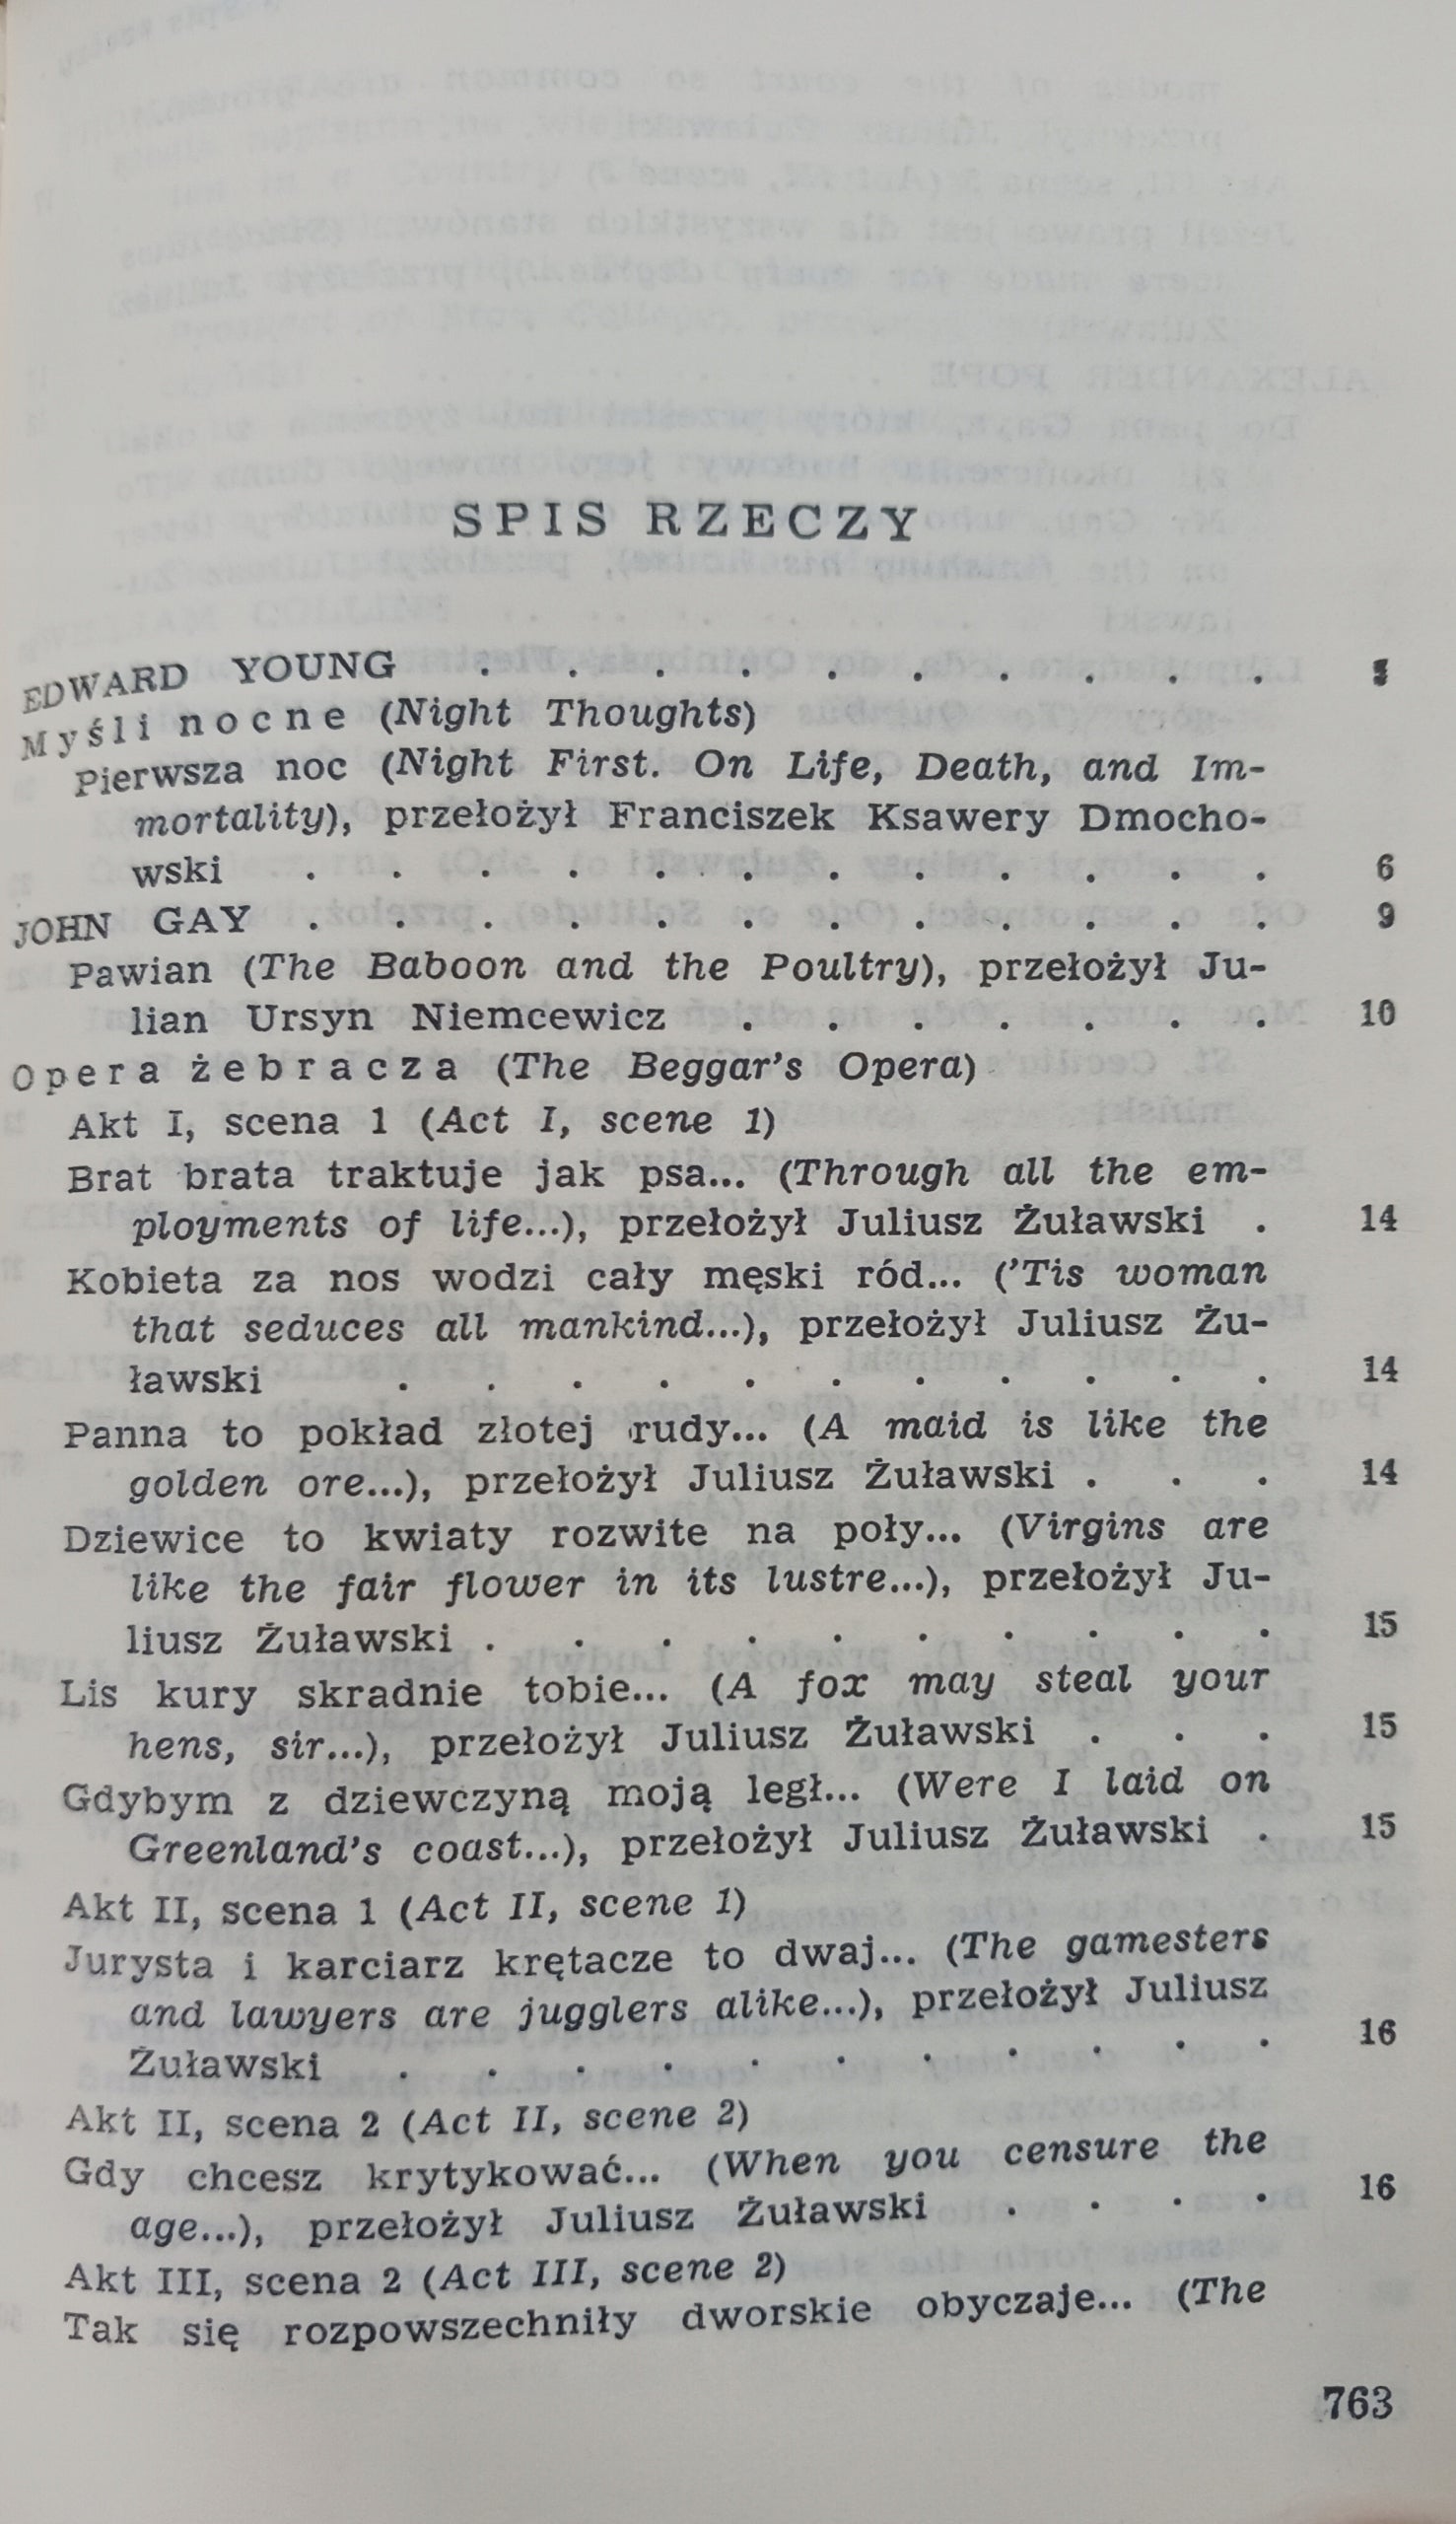 SPIS RZECZY
EDWARD YOUNG . . . . . . . . . .
Myśli nocne (Night Thoughts)
Pierwsza noc (Night First. On Life, Death, and Im-
mortality), przełożył Franciszek Ksawery Dmocho-
wski . . . . . . . . . . . . 6
JOHN GAY . . . . . . . . . . . . 9
Pawian (The Baboon and the Poultry), przełożył Ju-
lian Ursyn Niemcewicz . . . . . . . 10
Opera żebracza (The Beggar's Opera)
Akt I, scena 1 (Act I, scene 1)
Brat brata traktuje jak psa... (Through all the em-
ployments of life...), przełożył Juliusz Żuławski . 14
Kobieta za nos wodzi cały męski ród... ('Tis woman
that seduces all mankind...), przełożył Juliusz Żu-
ławski . . . . . . . . . . . 14
Panna to pokład złotej rudy... (A maid is like the
golden ore...), przełożył Juliusz Żuławski . . . 14
Dziewice to kwiaty rozwite na poły... (Virgins are
like the fair flower in its lustre...), przełożył Ju-
liusz Żuławski . . . . . . . . . . 15
Lis kury skradnie tobie... (A fox may steal your
hens, sir...), przełożył Juliusz Żuławski . . . 15
Gdybym z dziewczyną moją legł... (Were I laid on
Greenland's coast...), przełożył Juliusz Żuławski . 15
Akt II, scena 1 (Act II, scene 1)
Jurysta i karciarz krętacze to dwaj... (The gamesters
and lawyers are jugglers alike...), przełożył Juliusz
Żuławski . . . . . . . . . . . 16
Akt II, scena 2 (Act II, scene 2)
Gdy chcesz krytykować... (When you censure the
age...), przełożył Juliusz Żuławski . . . . 16
Akt III, scena 2 (Act III, scene 2)
Tak się rozpowszechniły dworskie obyczaje... (The
763